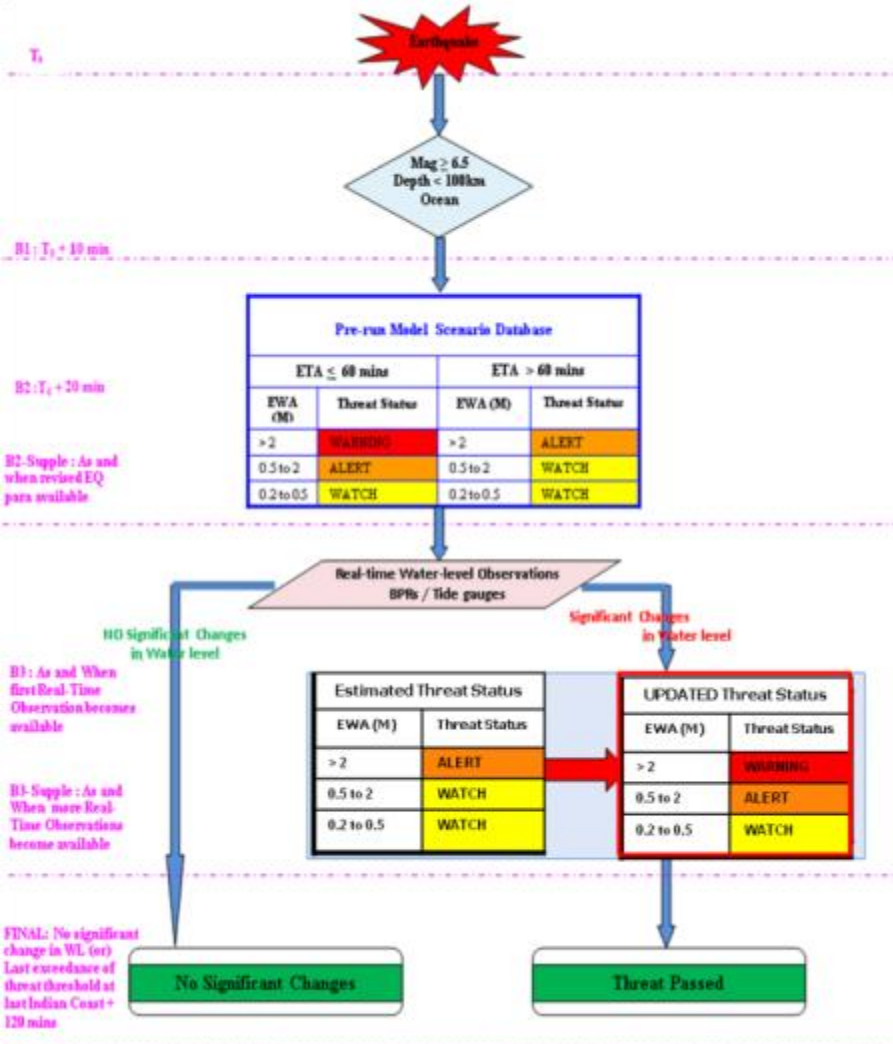 Earthquake
T₀
Mag ≥ 6.5
Depth < 100km
Ocean
B1 : T₀ + 10 min
Pre-run Model Scenario Database
ETA ≤ 60 mins ETA > 60 mins
EWA (M) Threat Status EWA (M) Threat Status
>2 WARNING >2 ALERT
0.5 to 2 ALERT 0.5 to 2 WATCH
0.2 to 0.5 WATCH 0.2 to 0.5 WATCH
B2 : T₀ + 20 min
B2-Supple : As and
when revised EQ
para available
Real-time Water-level Observations
BPRs / Tide gauges
NO Significant Changes
in Water level
Significant Changes
in Water level
B3 : As and When
first Real-Time
Observation becomes
available
B3-Supple : As and
When more Real-
Time Observations
become available
Estimated Threat Status
EWA (M) Threat Status
> 2 ALERT
0.5 to 2 WATCH
0.2 to 0.5 WATCH
UPDATED Threat Status
EWA (M) Threat Status
> 2 WARNING
0.5 to 2 ALERT
0.2 to 0.5 WATCH
FINAL: No significant
change in WL (or)
Last exceedance of
threat threshold at
last Indian Coast +
120 mins
No Significant Changes
Threat Passed